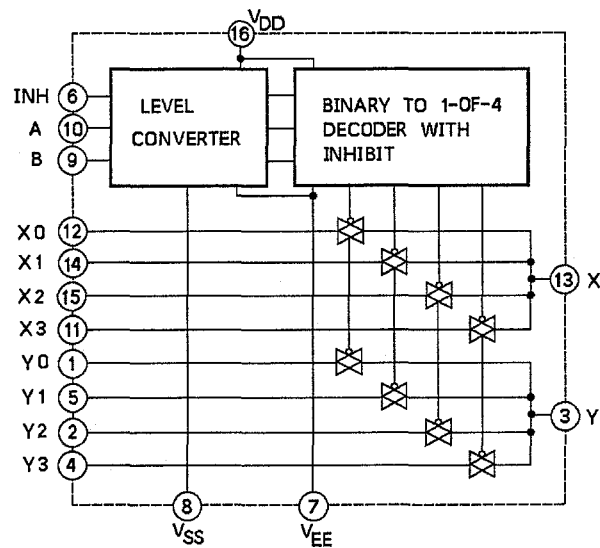 VDD
16
INH 6
A 10
B 9
LEVEL
CONVERTER
BINARY TO 1-OF-4
DECODER WITH
INHIBIT
X0 12
X1 14
X2 15
X3 11
13 X
Y0 1
Y1 5
Y2 2
Y3 4
3 Y
8
VSS
7
VEE